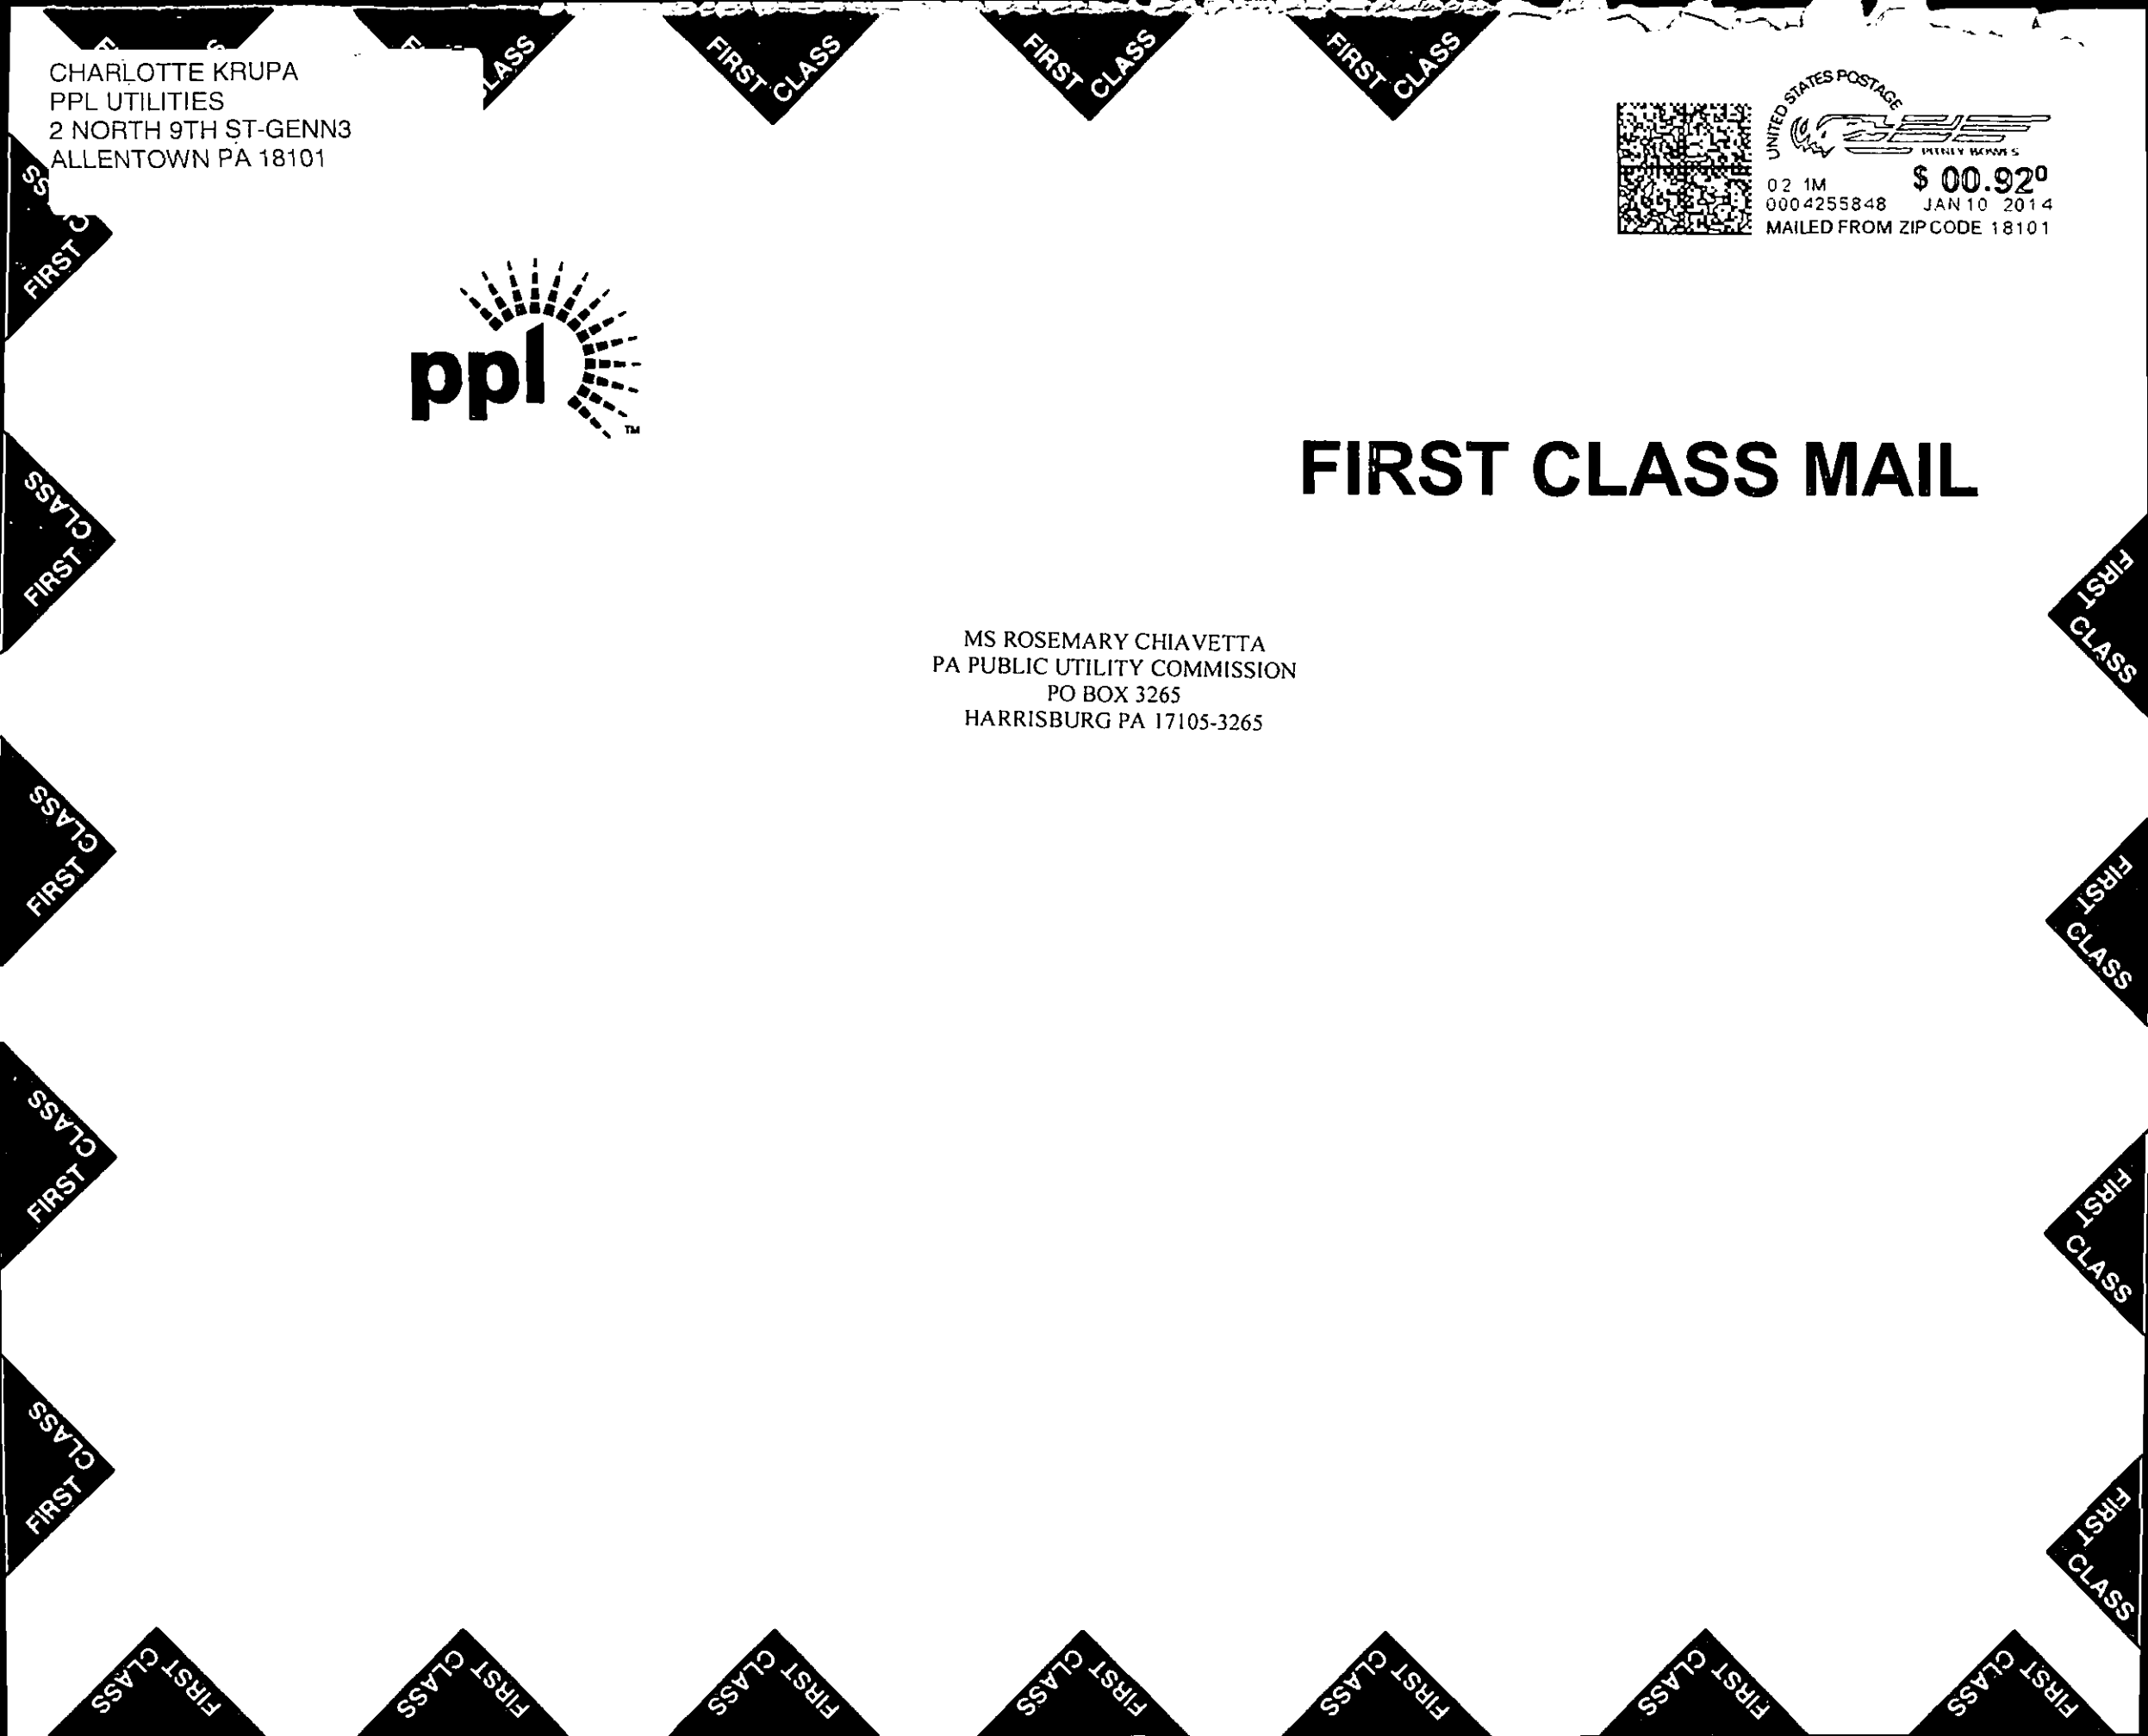 CHARLOTTE KRUPA
PPL UTILITIES
2 NORTH 9TH ST-GENN3
ALLENTOWN PA 18101
LASS
FIRST CLASS
FIRST CLASS
FIRST CLASS
UNITED STATES POSTAGE
PITNEY BOWES
02 1M
$ 00.92⁰
0004255848 JAN 10 2014
MAILED FROM ZIP CODE 18101
SS
FIRST C
ppl
TM
FIRST CLASS MAIL
FIRST CLASS
FIRST CLASS
MS ROSEMARY CHIAVETTA
PA PUBLIC UTILITY COMMISSION
PO BOX 3265
HARRISBURG PA 17105-3265
FIRST CLASS
FIRST CLASS
FIRST CLASS
FIRST CLASS
FIRST CLASS
FIRST CLASS
FIRST CLASS
FIRST CLASS
FIRST CLASS
FIRST CLASS
FIRST CLASS
FIRST CLASS
FIRST CLASS